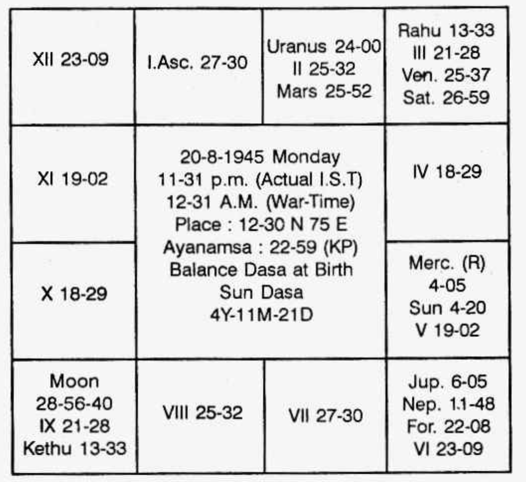 XII 23-09
I.Asc. 27-30
Uranus 24-00
II 25-32
Mars 25-52
Rahu 13-33
III 21-28
Ven. 25-37
Sat. 26-59
XI 19-02
20-8-1945 Monday
11-31 p.m. (Actual I.S.T)
12-31 A.M. (War-Time)
Place : 12-30 N 75 E
Ayanamsa : 22-59 (KP)
Balance Dasa at Birth
Sun Dasa
4Y-11M-21D
IV 18-29
X 18-29
Merc. (R)
4-05
Sun 4-20
V 19-02
Moon
28-56-40
IX 21-28
Kethu 13-33
VIII 25-32
VII 27-30
Jup. 6-05
Nep. 1.1-48
For. 22-08
VI 23-09